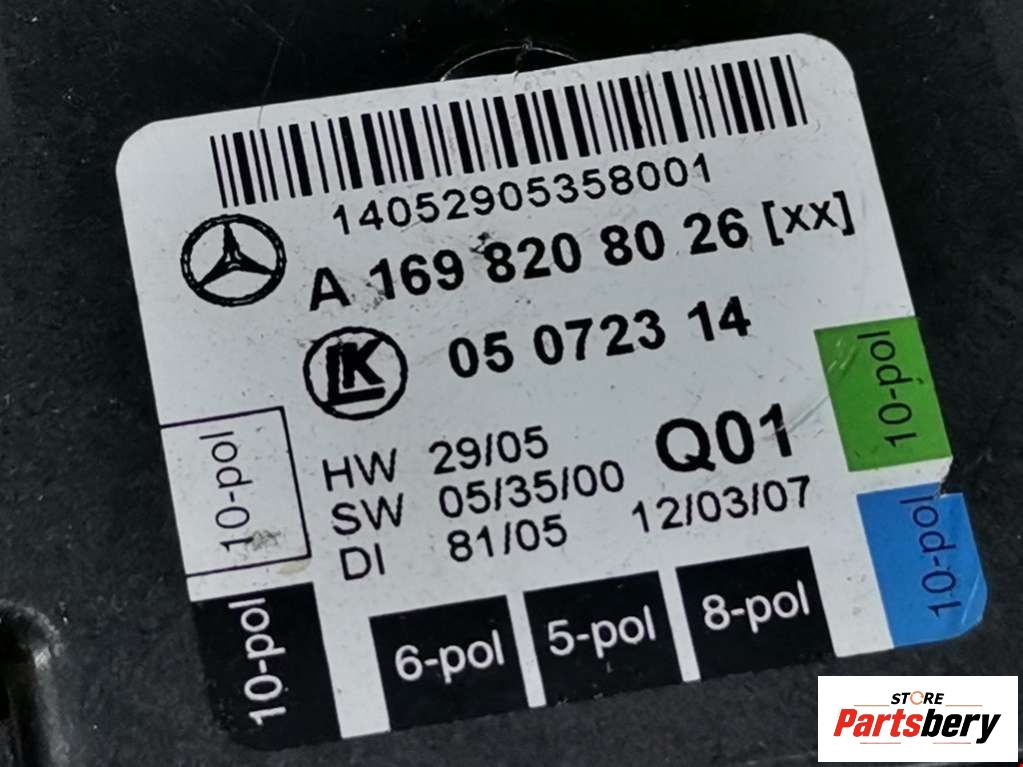 14052905358001
A 169 820 80 26 [xx]
LK 05 0723 14
HW 29/05 Q01
SW 05/35/00
DI 81/05 12/03/07
10-pol
10-pol
6-pol 5-pol 8-pol
10-pol
10-pol
STORE
Partsbery